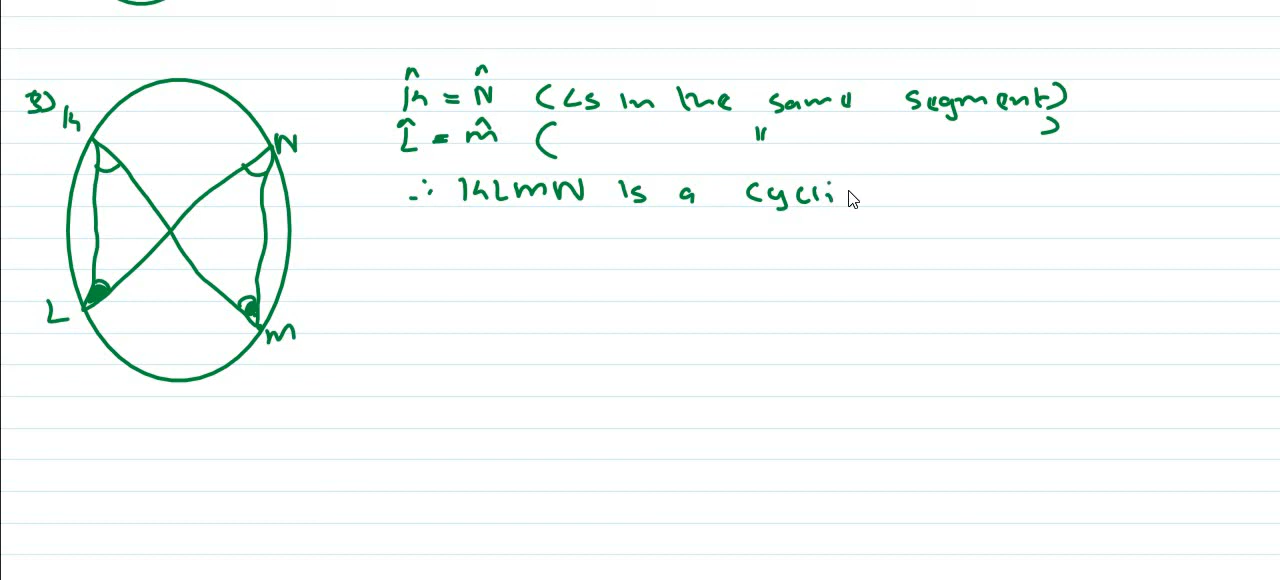 3)
K
N
L
M
K̂ = N̂ (∠s in the same segment)
L̂ = M̂ ( " )
∴ KLMN is a cycli